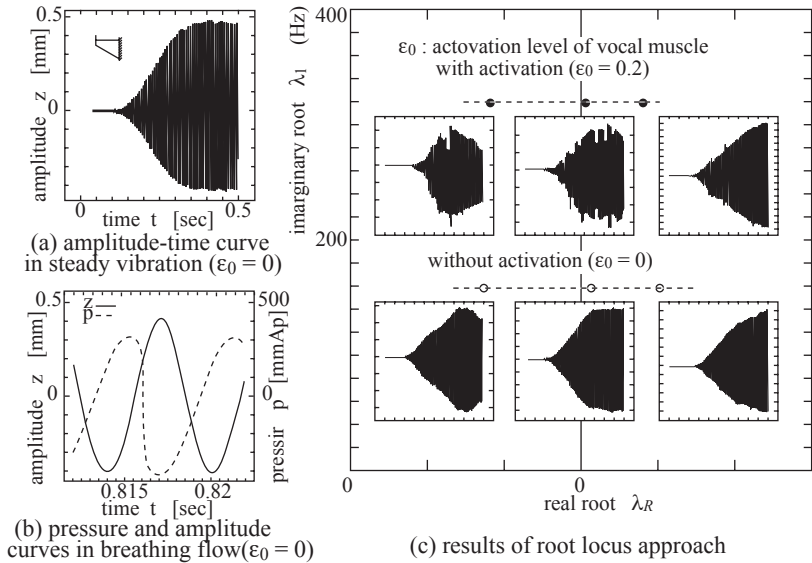 0.5
0
amplitude z [mm]
0
0.5
time t [sec]
(a) amplitude-time curve
in steady vibration (ε0 = 0)
0.5
0
amplitude z [mm]
z
p
500
0
pressir p [mmAp]
0.815
0.82
time t [sec]
(b) pressure and amplitude
curves in breathing flow(ε0 = 0)
400
200
0
imarginary root λ1 (Hz)
ε0 : actovation level of vocal muscle
with activation (ε0 = 0.2)
without activation (ε0 = 0)
0
0
real root λR
(c) results of root locus approach